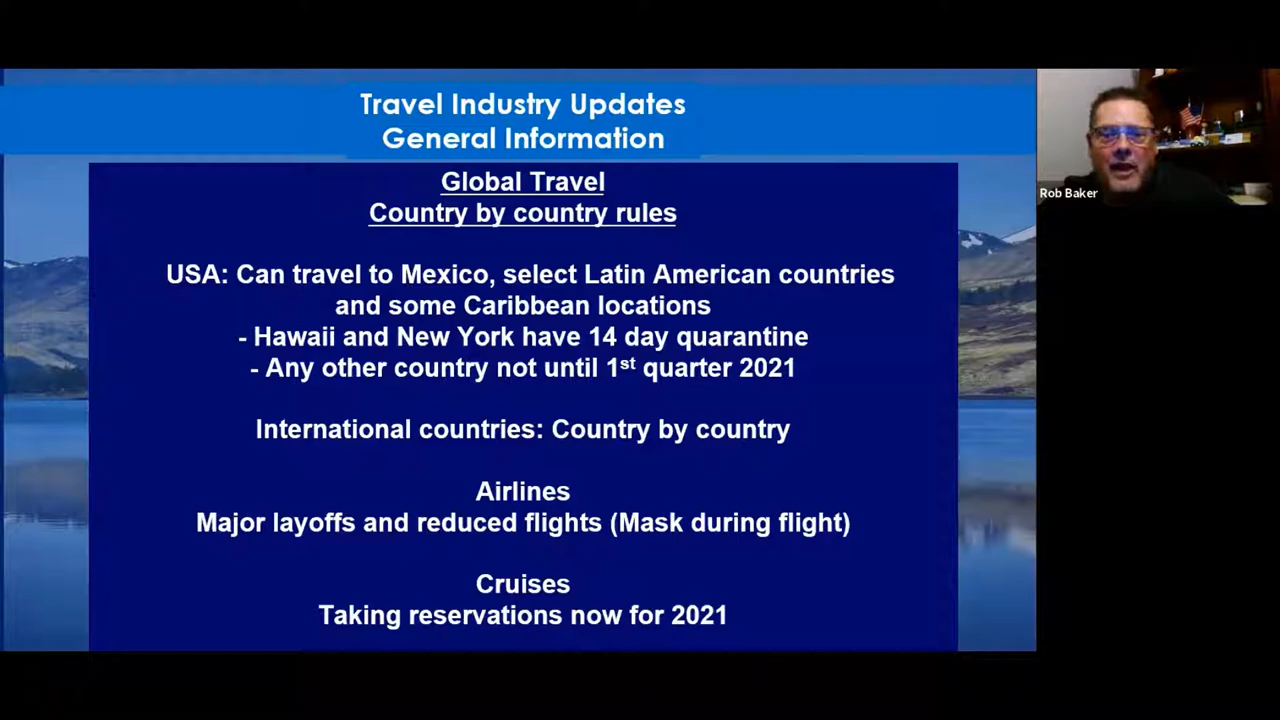 Travel Industry Updates
General Information
Global Travel
Country by country rules
USA: Can travel to Mexico, select Latin American countries
and some Caribbean locations
- Hawaii and New York have 14 day quarantine
- Any other country not until 1st quarter 2021
International countries: Country by country
Airlines
Major layoffs and reduced flights (Mask during flight)
Cruises
Taking reservations now for 2021
Rob Baker